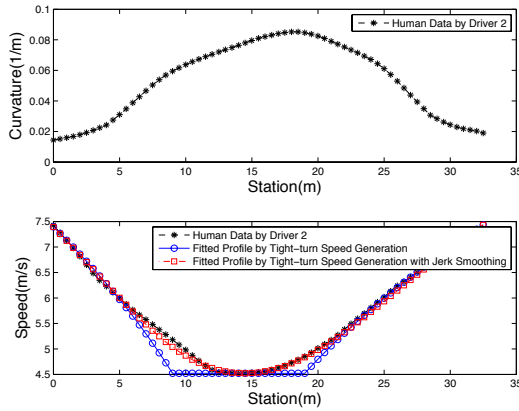 0.1
0.08
0.06
0.04
0.02
0
Curvature(1/m)
Human Data by Driver 2
0 5 10 15 20 25 30 35
Station(m)
7.5
7
6.5
6
5.5
5
4.5
Speed(m/s)
Human Data by Driver 2
Fitted Profile by Tight-turn Speed Generation
Fitted Profile by Tight-turn Speed Generation with Jerk Smoothing
0 5 10 15 20 25 30 35
Station(m)